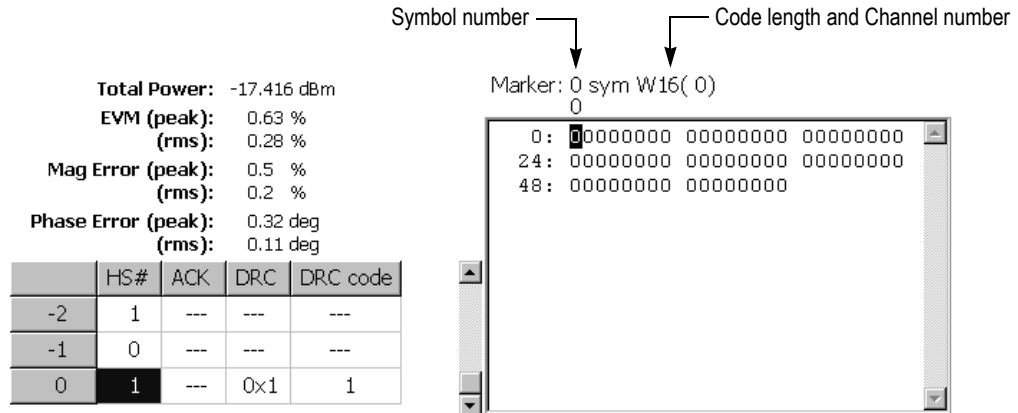 Symbol number
Code length and Channel number
Total Power: -17.416 dBm
EVM (peak): 0.63 %
(rms): 0.28 %
Mag Error (peak): 0.5 %
(rms): 0.2 %
Phase Error (peak): 0.32 deg
(rms): 0.11 deg
HS# ACK DRC DRC code
-2 1 --- --- ---
-1 0 --- --- ---
0 1 --- 0x1 1
Marker: 0 sym W16( 0)
0
0: 00000000 00000000 00000000
24: 00000000 00000000 00000000
48: 00000000 00000000